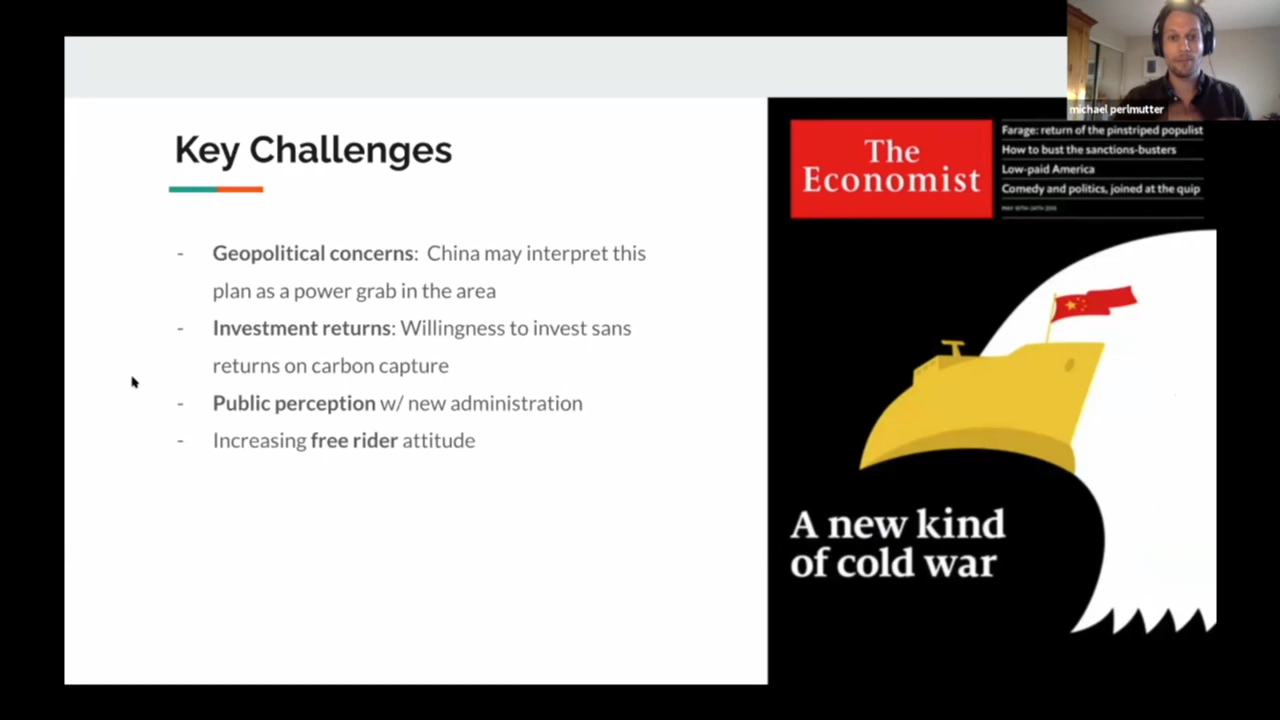 michael perlmutter
Key Challenges
- Geopolitical concerns: China may interpret this
plan as a power grab in the area
- Investment returns: Willingness to invest sans
returns on carbon capture
- Public perception w/ new administration
- Increasing free rider attitude
The
Economist
Farage: return of the pinstriped populist
How to bust the sanctions-busters
Low-paid America
Comedy and politics, joined at the quip
A new kind
of cold war